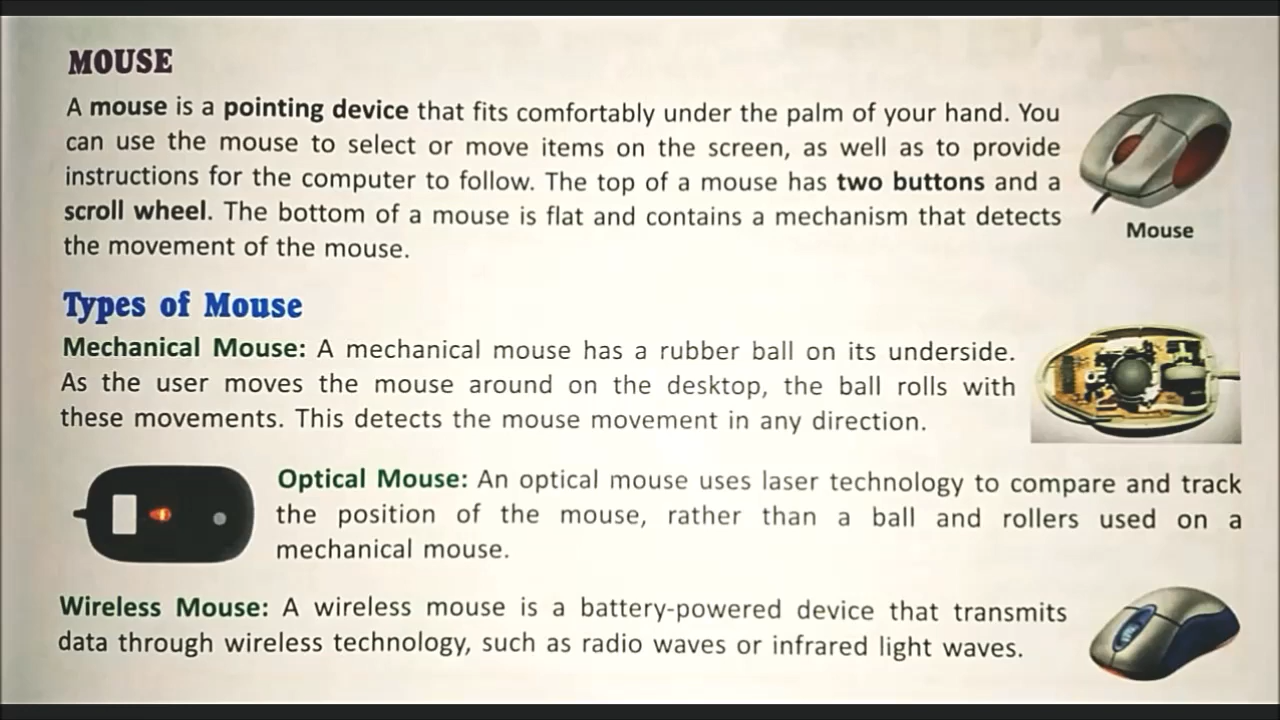 MOUSE
A mouse is a pointing device that fits comfortably under the palm of your hand. You
can use the mouse to select or move items on the screen, as well as to provide
instructions for the computer to follow. The top of a mouse has two buttons and a
scroll wheel. The bottom of a mouse is flat and contains a mechanism that detects
the movement of the mouse.
Mouse
Types of Mouse
Mechanical Mouse: A mechanical mouse has a rubber ball on its underside.
As the user moves the mouse around on the desktop, the ball rolls with
these movements. This detects the mouse movement in any direction.
Optical Mouse: An optical mouse uses laser technology to compare and track
the position of the mouse, rather than a ball and rollers used on a
mechanical mouse.
Wireless Mouse: A wireless mouse is a battery-powered device that transmits
data through wireless technology, such as radio waves or infrared light waves.